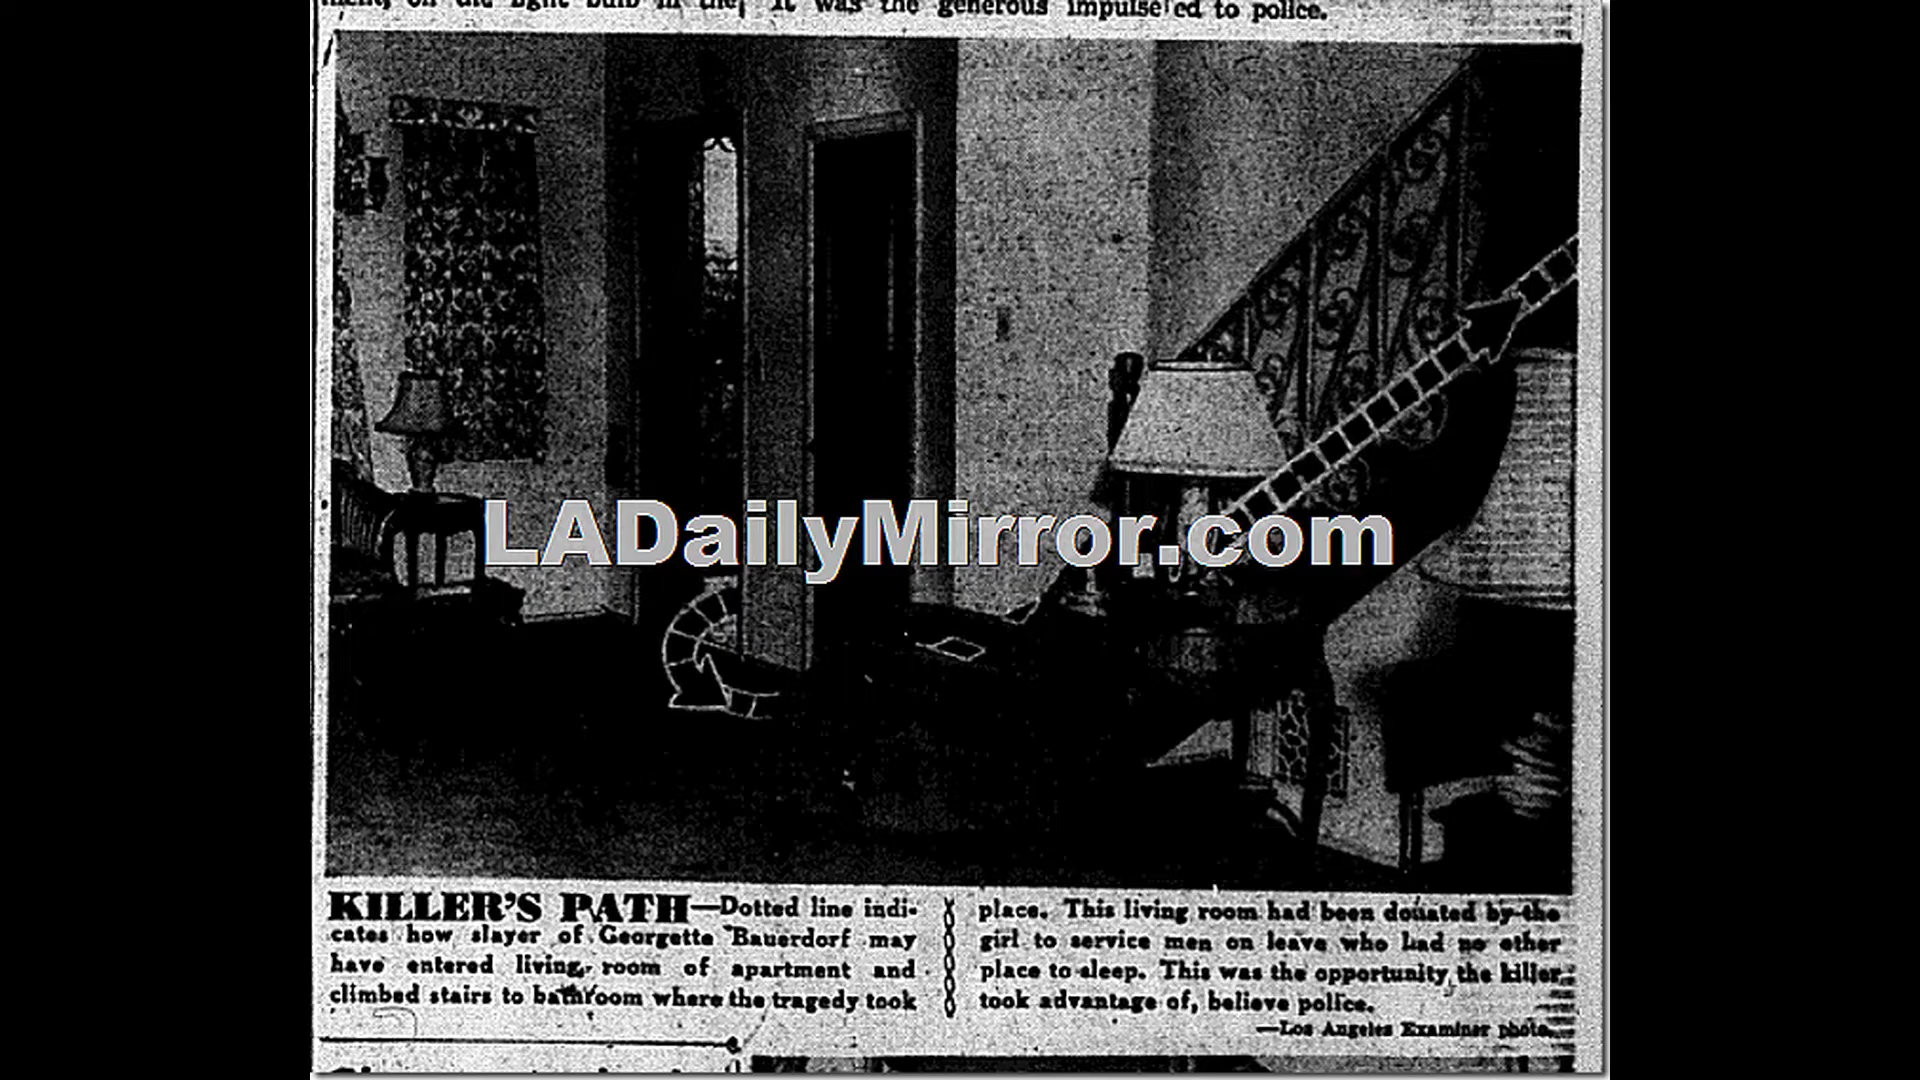 it was the generous impulse ed to police.
LADailyMirror.com
KILLER'S PATH—Dotted line indi-
cates how slayer of Georgette Bauerdorf may
have entered living room of apartment and
climbed stairs to bathroom where the tragedy took
place. This living room had been donated by the
girl to service men on leave who had no other
place to sleep. This was the opportunity the killer
took advantage of, believe police.
—Los Angeles Examiner photo.